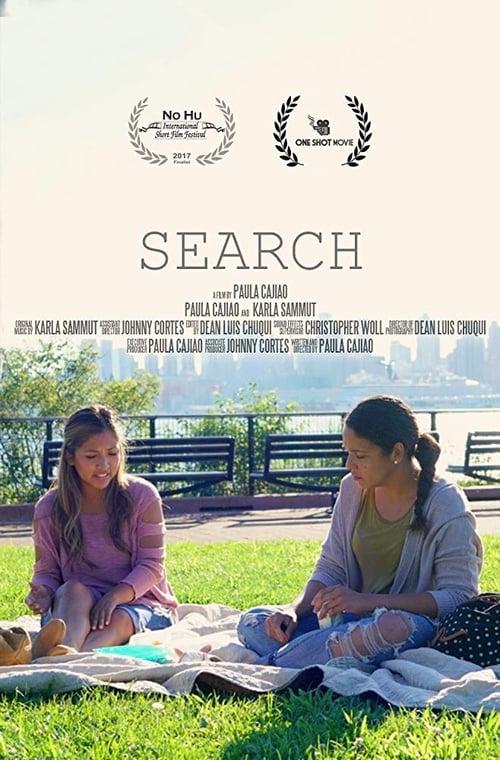 No Hu
International
Short Film Festival
2017
Finalist
ONE SHOT MOVIE
SEARCH
A FILM BY PAULA CAJIAO
PAULA CAJIAO AND KARLA SAMMUT
ORIGINAL MUSIC BY KARLA SAMMUT ASSISTANT DIRECTOR JOHNNY CORTES EDITED BY DEAN LUIS CHUQUI SOUND EFFECTS SUPERVISOR CHRISTOPHER WOLL DIRECTOR OF PHOTOGRAPHY DEAN LUIS CHUQUI
EXECUTIVE PRODUCER PAULA CAJIAO ASSOCIATE PRODUCER JOHNNY CORTES WRITTEN AND DIRECTED BY PAULA CAJIAO